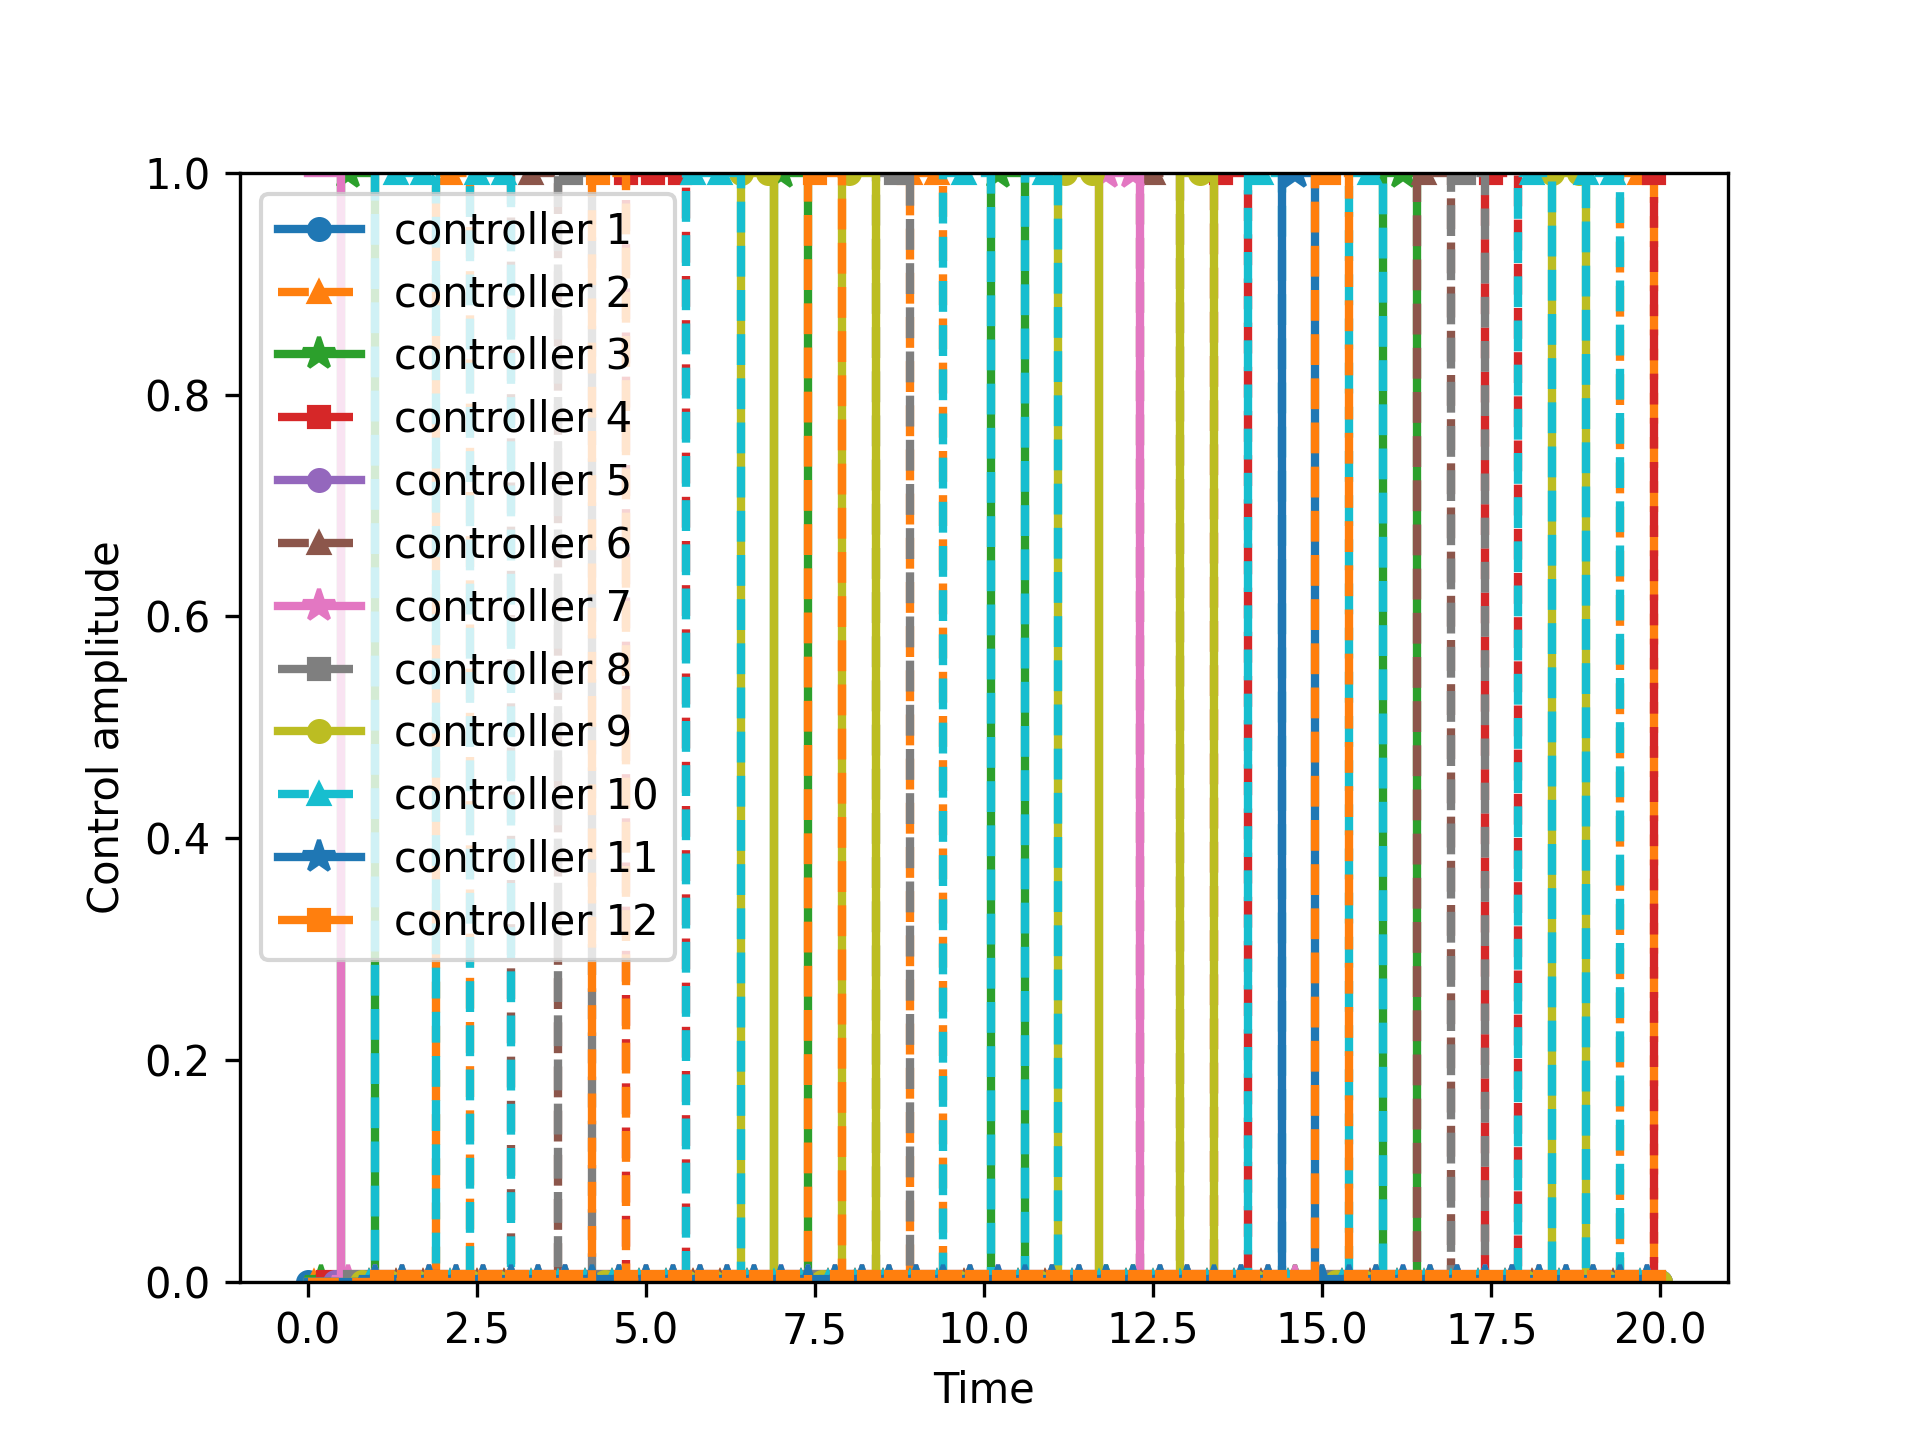 1.0
0.8
0.6
0.4
0.2
0.0
Control amplitude
controller 1
controller 2
controller 3
controller 4
controller 5
controller 6
controller 7
controller 8
controller 9
controller 10
controller 11
controller 12
0.0 2.5 5.0 7.5 10.0 12.5 15.0 17.5 20.0
Time